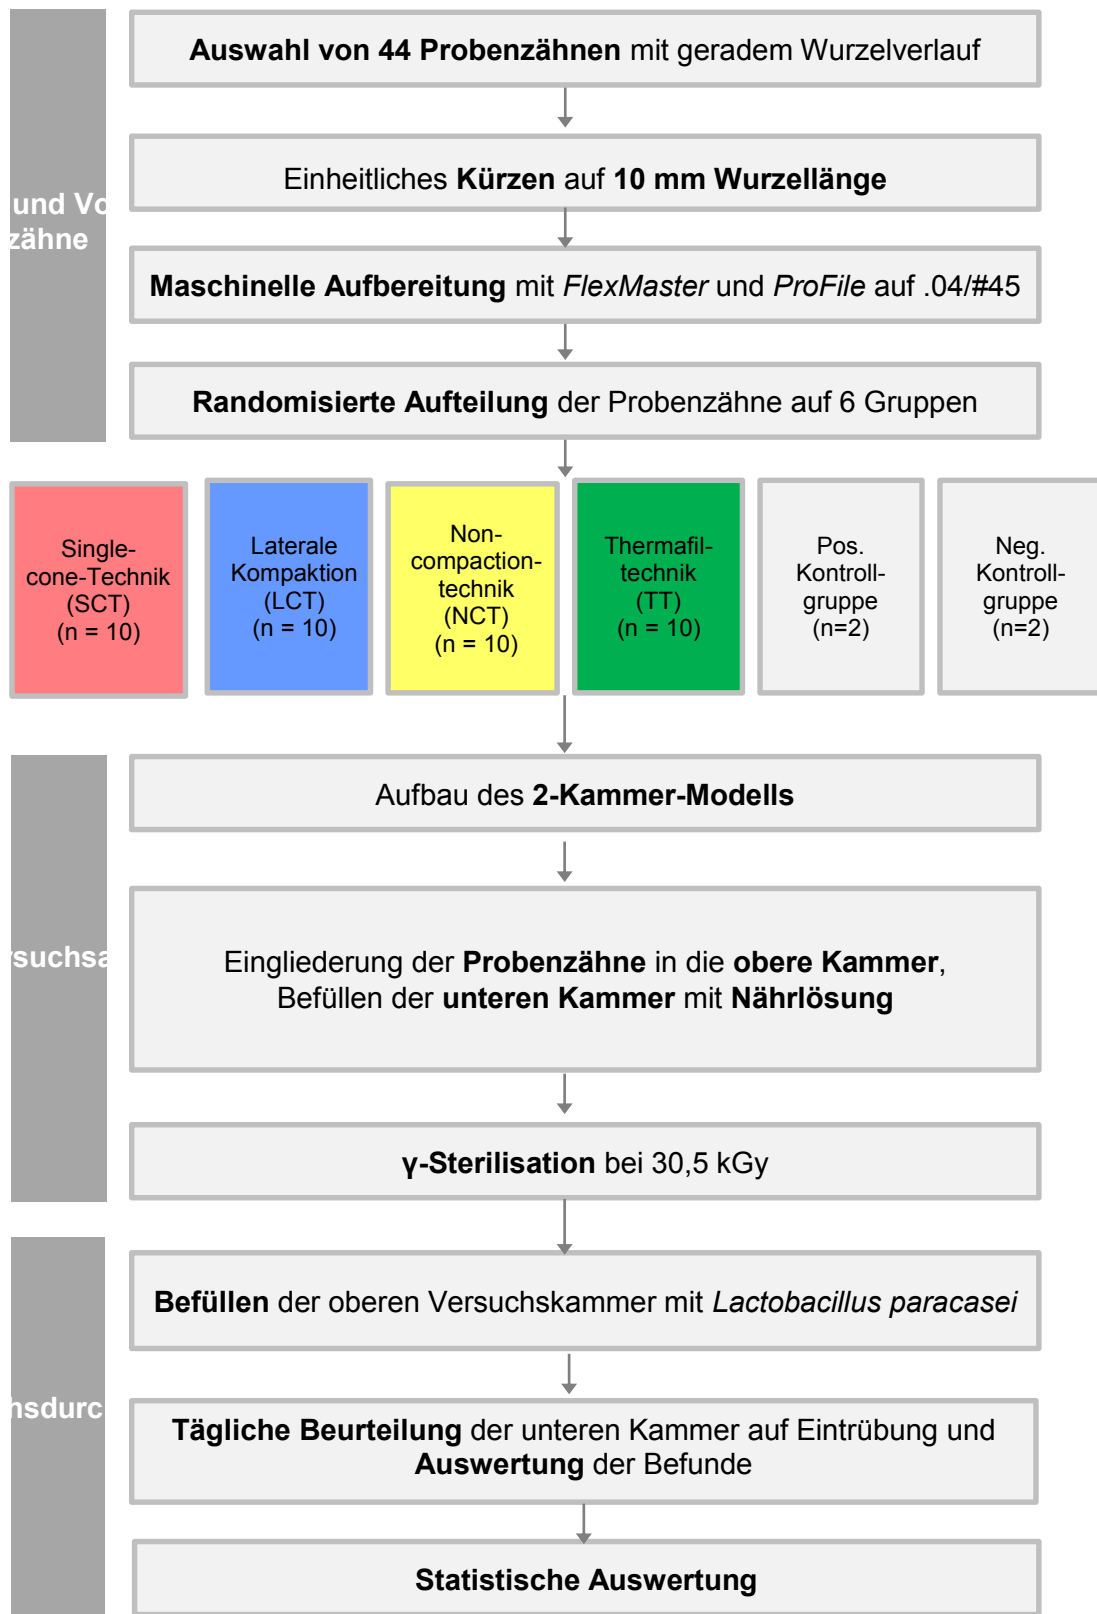 Auswahl von 44 Probenzähnen mit geradem Wurzelverlauf
Einheitliches Kürzen auf 10 mm Wurzellänge
und Vo
zähne
Maschinelle Aufbereitung mit FlexMaster und ProFile auf .04/#45
Randomisierte Aufteilung der Probenzähne auf 6 Gruppen
Single-
cone-Technik
(SCT)
(n = 10)
Laterale
Kompaktion
(LCT)
(n = 10)
Non-
compaction-
technik
(NCT)
(n = 10)
Thermafil-
technik
(TT)
(n = 10)
Pos.
Kontroll-
gruppe
(n=2)
Neg.
Kontroll-
gruppe
(n=2)
Aufbau des 2-Kammer-Modells
rsuchsa
Eingliederung der Probenzähne in die obere Kammer,
Befüllen der unteren Kammer mit Nährlösung
γ-Sterilisation bei 30,5 kGy
Befüllen der oberen Versuchskammer mit Lactobacillus paracasei
hsdurc
Tägliche Beurteilung der unteren Kammer auf Eintrübung und
Auswertung der Befunde
Statistische Auswertung